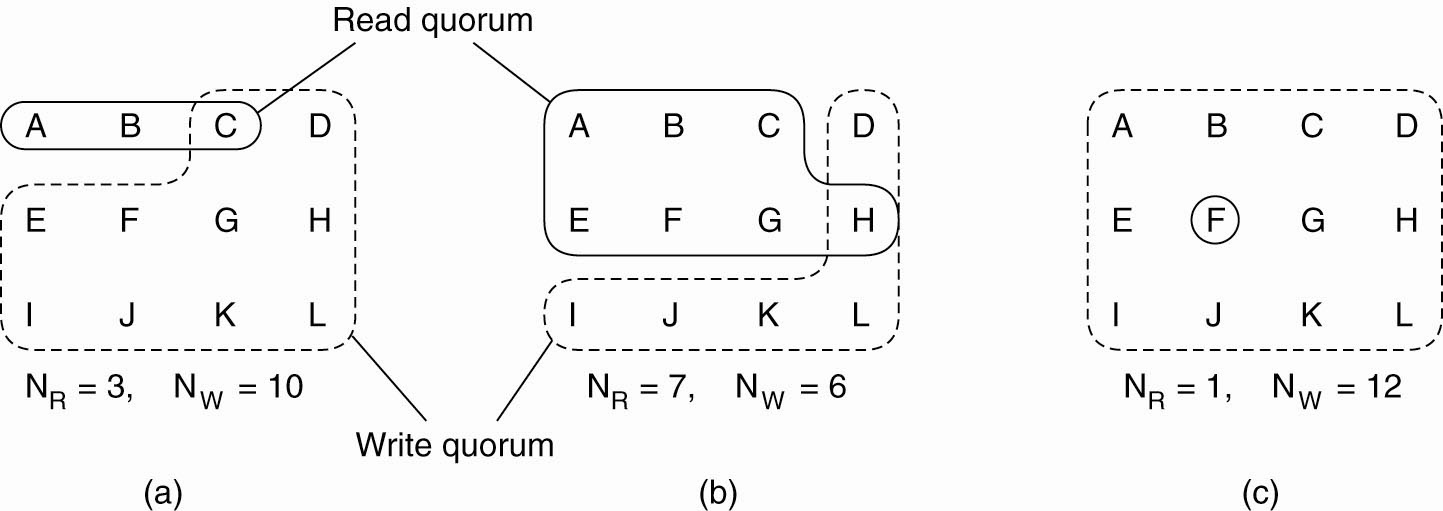 Read quorum
A B C D A B C D A B C D
E F G H E F G H E F G H
I J K L I J K L I J K L
N_R = 3, N_W = 10 N_R = 7, N_W = 6 N_R = 1, N_W = 12
Write quorum
(a) (b) (c)